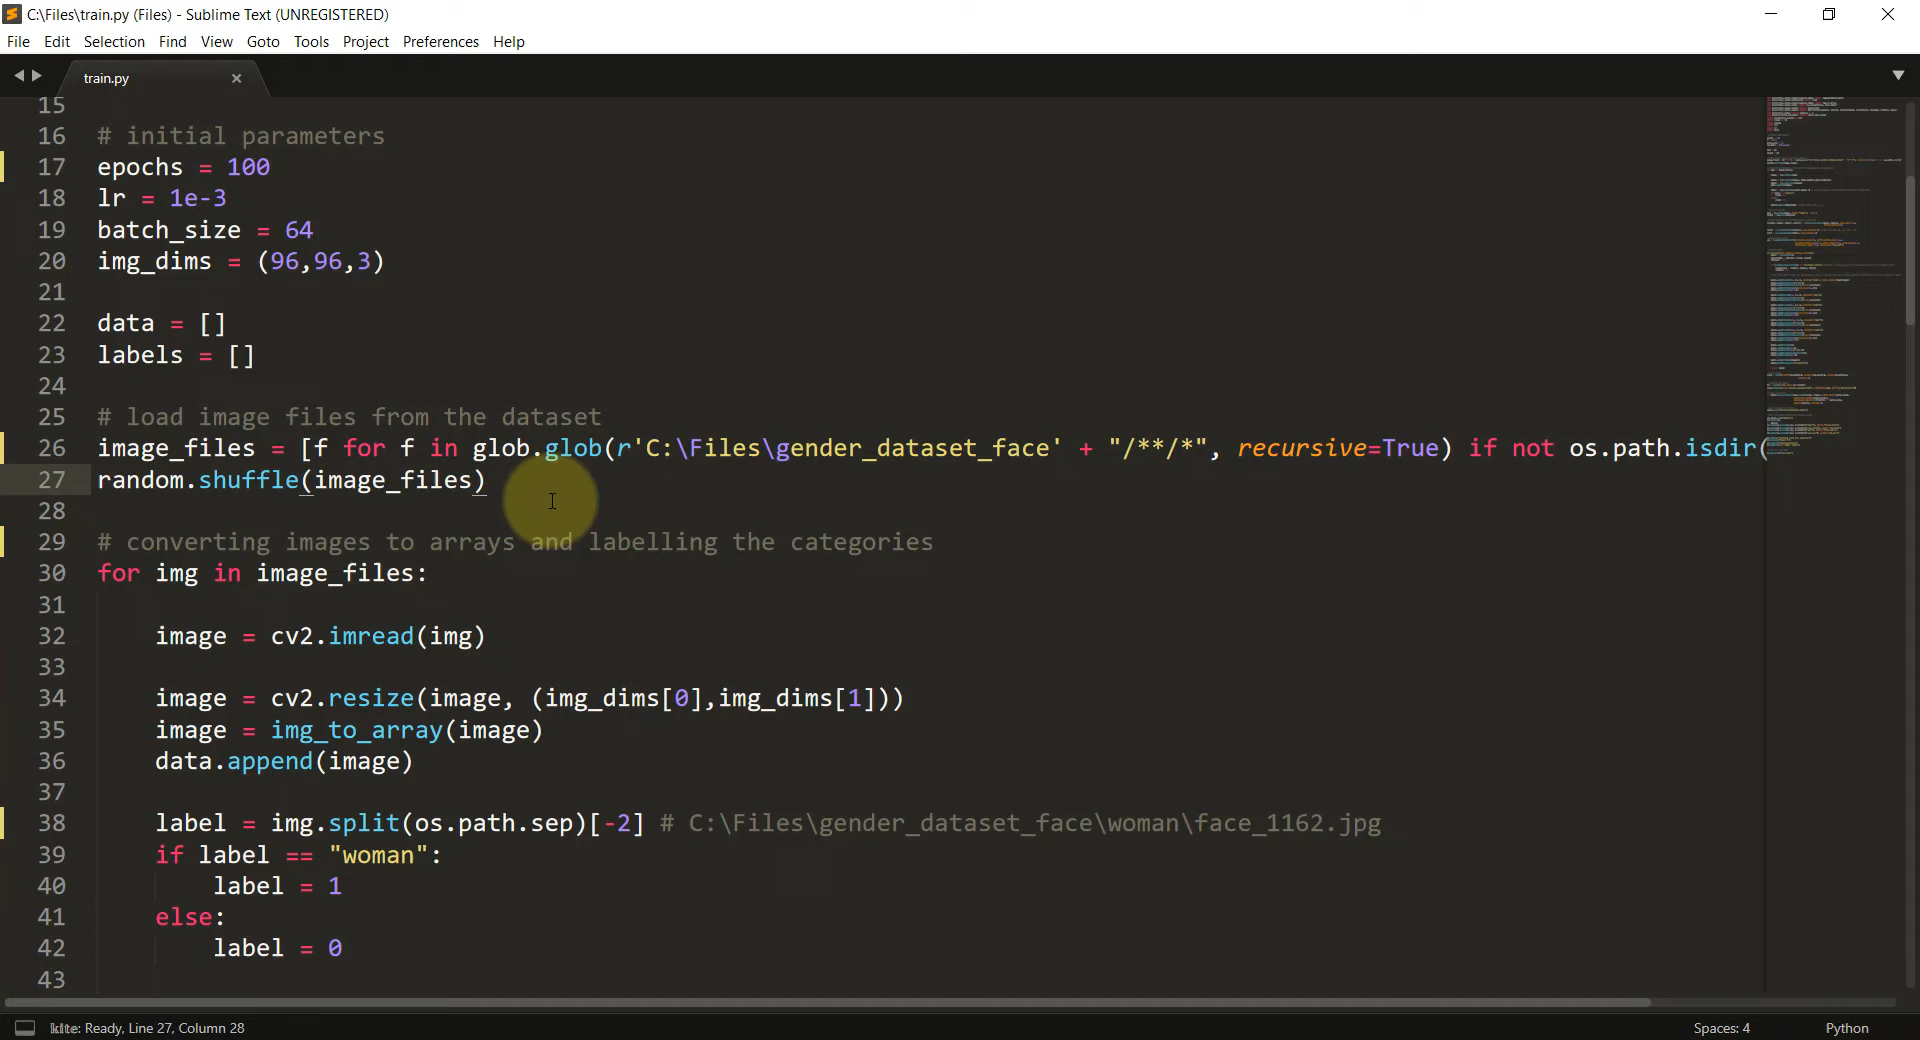 C:\Files\train.py (Files) - Sublime Text (UNREGISTERED)
File Edit Selection Find View Goto Tools Project Preferences Help
train.py
15
16 # initial parameters
17 epochs = 100
18 lr = 1e-3
19 batch_size = 64
20 img_dims = (96,96,3)
21
22 data = []
23 labels = []
24
25 # load image files from the dataset
26 image_files = [f for f in glob.glob(r'C:\Files\gender_dataset_face' + "/**/*", recursive=True) if not os.path.isdir(
27 random.shuffle(image_files)
28
29 # converting images to arrays and labelling the categories
30 for img in image_files:
31
32 image = cv2.imread(img)
33
34 image = cv2.resize(image, (img_dims[0],img_dims[1]))
35 image = img_to_array(image)
36 data.append(image)
37
38 label = img.split(os.path.sep)[-2] # C:\Files\gender_dataset_face\woman\face_1162.jpg
39 if label == "woman":
40 label = 1
41 else:
42 label = 0
43
kite: Ready, Line 27, Column 28 Spaces: 4 Python